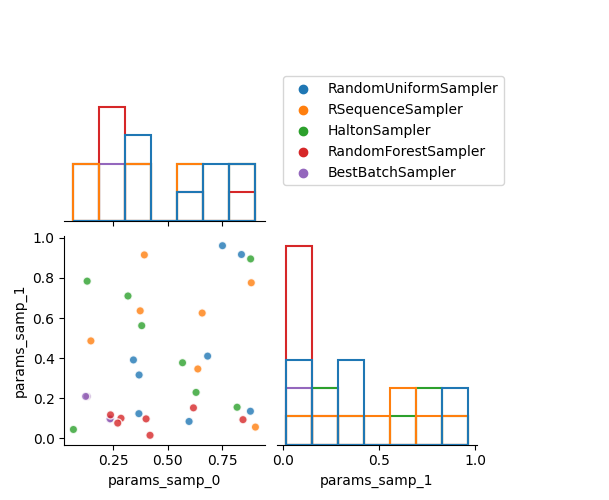 RandomUniformSampler
RSequenceSampler
HaltonSampler
RandomForestSampler
BestBatchSampler
1.0
0.8
0.6
0.4
0.2
0.0
params_samp_1
0.25 0.50 0.75
params_samp_0
0.0 0.5 1.0
params_samp_1